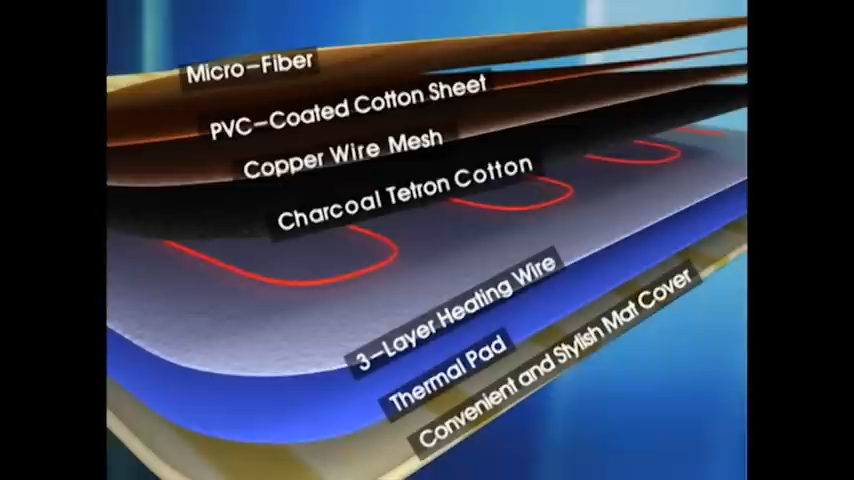 Micro-Fiber
PVC-Coated Cotton Sheet
Copper Wire Mesh
Charcoal Tetron Cotton
3-Layer Heating Wire
Thermal Pad
Convenient and Stylish Mat Cover